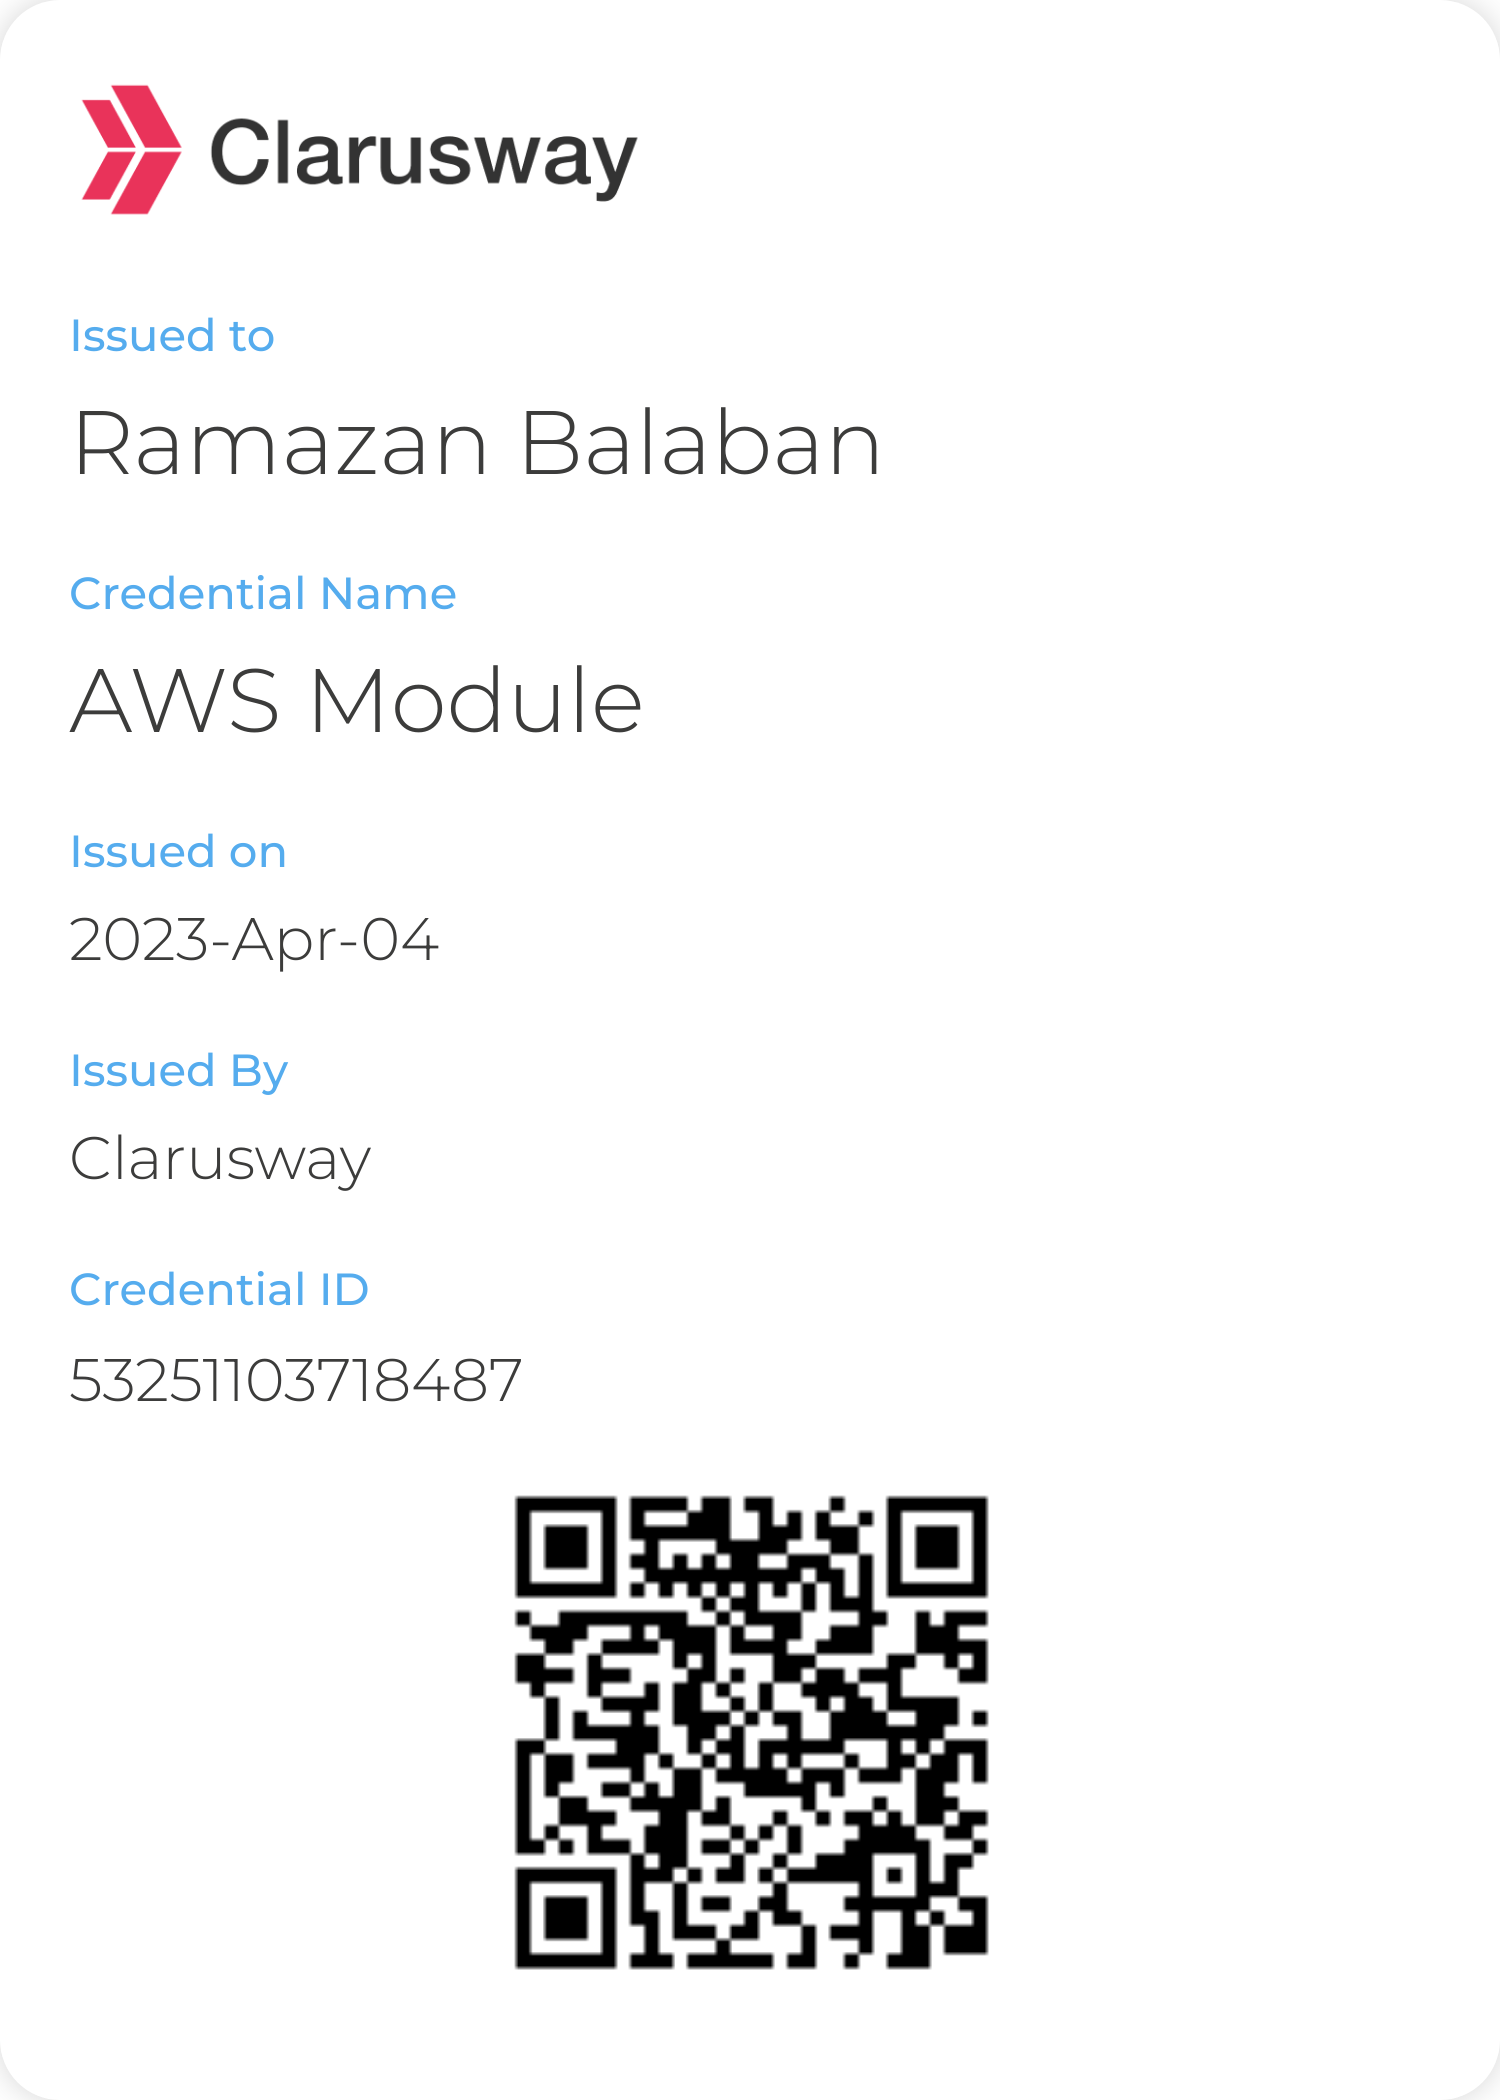 Clarusway
Issued to
Ramazan Balaban
Credential Name
AWS Module
Issued on
2023-Apr-04
Issued By
Clarusway
Credential ID
53251103718487